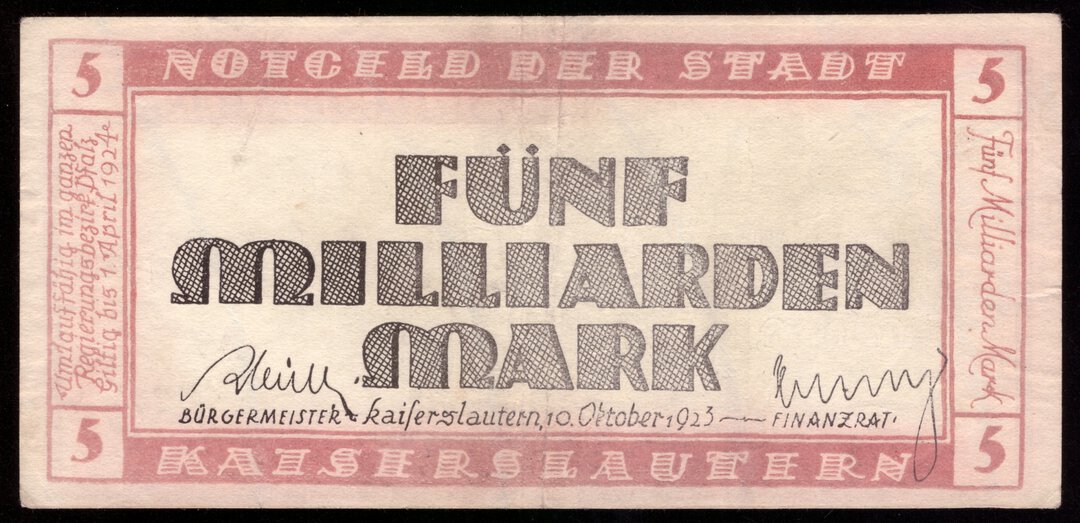 5
NOTGELD DER STADT
5
Umlauffähig im ganzen
Regierungsbezirk Pfalz
Giltig bis 1. April 1924
FÜNF
MILLIARDEN
MARK
BÜRGERMEISTER - Kaiserslautern, 10. Oktober 1923 — FINANZRAT.
Fünf Milliarden Mark
5
KAISERSLAUTERN
5